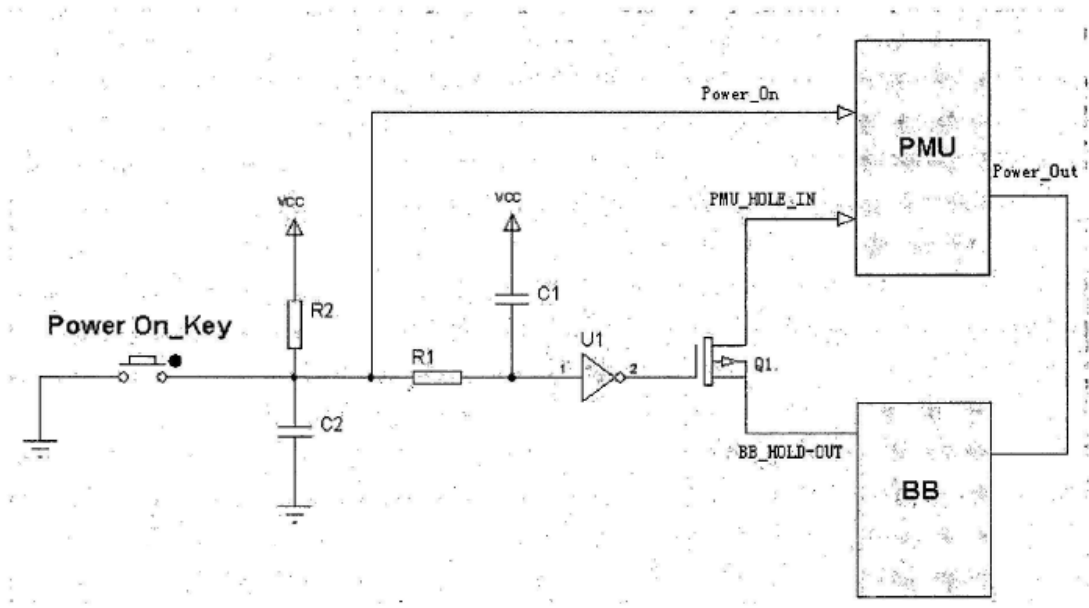 Power_On
PMU
Power_Out
PMU_HOLE_IN
VCC
VCC
C1
R2
Power On_Key
U1
R1
1
2
Q1.
C2
BB_HOLD-OUT
BB